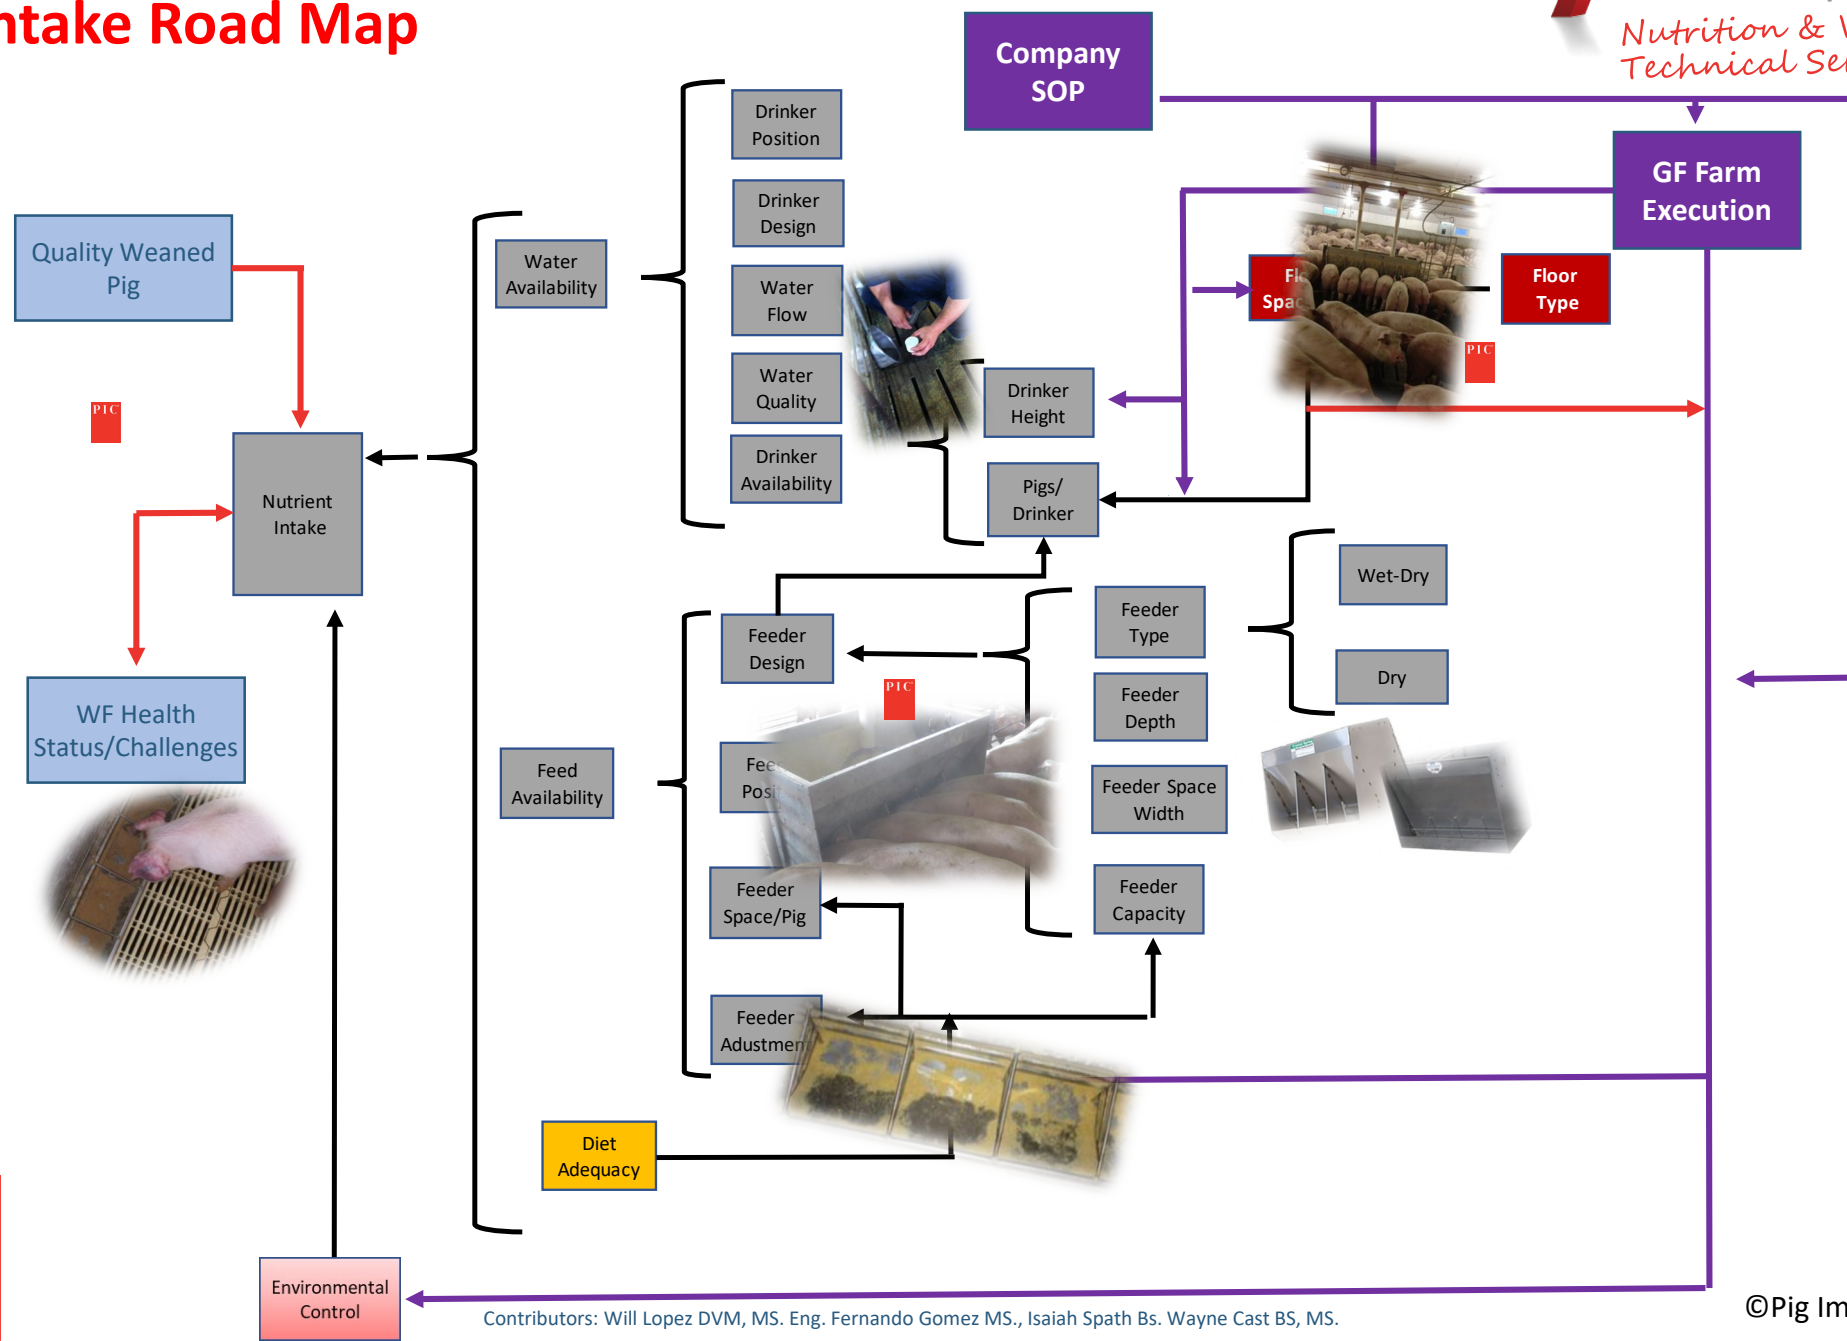 ntake Road Map
Nutrition &
Technical
Company
SOP
GF Farm
Execution
Drinker
Position
Drinker
Design
Water
Flow
Water
Quality
Drinker
Availability
Quality Weaned
Pig
Water
Availability
Floor
Type
PIC
Drinker
Height
PIC
Nutrient
Intake
Pigs/
Drinker
Wet-Dry
Dry
Feeder
Design
Feeder
Type
PIC
Feeder
Depth
WF Health
Status/Challenges
Feed
Availability
Feeder Space
Width
Feeder
Space/Pig
Feeder
Capacity
Feeder
Adustmen
Diet
Adequacy
Environmental
Control
Contributors: Will Lopez DVM, MS. Eng. Fernando Gomez MS., Isaiah Spath Bs. Wayne Cast BS, MS.
©Pig Im